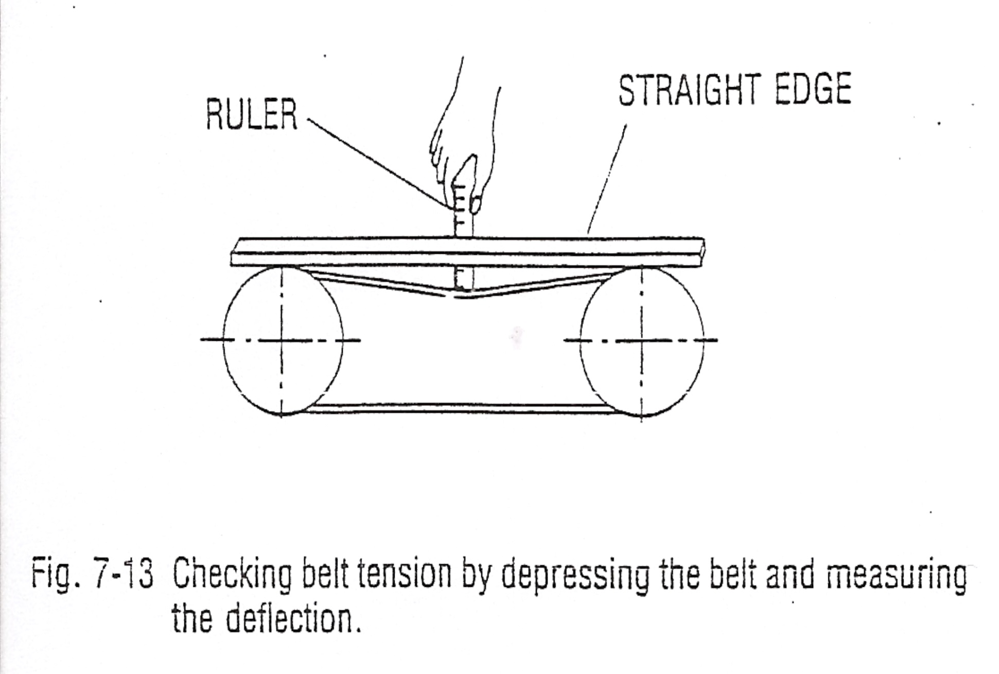 RULER
STRAIGHT EDGE
Fig. 7-13 Checking belt tension by depressing the belt and measuring
the deflection.